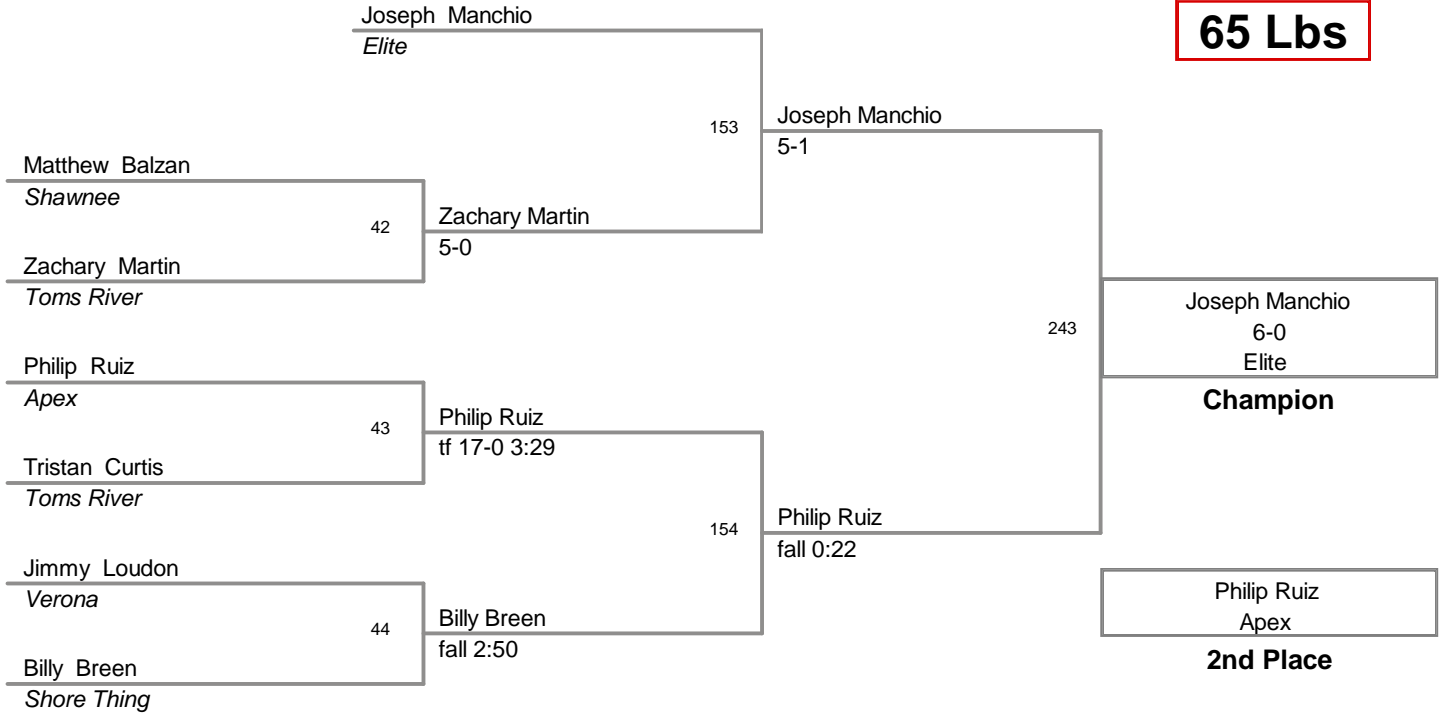 65 Lbs
Joseph Manchio
Elite
153
Joseph Manchio
5-1
Matthew Balzan
Shawnee
42
Zachary Martin
5-0
Zachary Martin
Toms River
243
Joseph Manchio
6-0
Elite
Champion
Philip Ruiz
Apex
43
Philip Ruiz
tf 17-0 3:29
Tristan Curtis
Toms River
154
Philip Ruiz
fall 0:22
Jimmy Loudon
Verona
44
Billy Breen
fall 2:50
Billy Breen
Shore Thing
Philip Ruiz
Apex
2nd Place